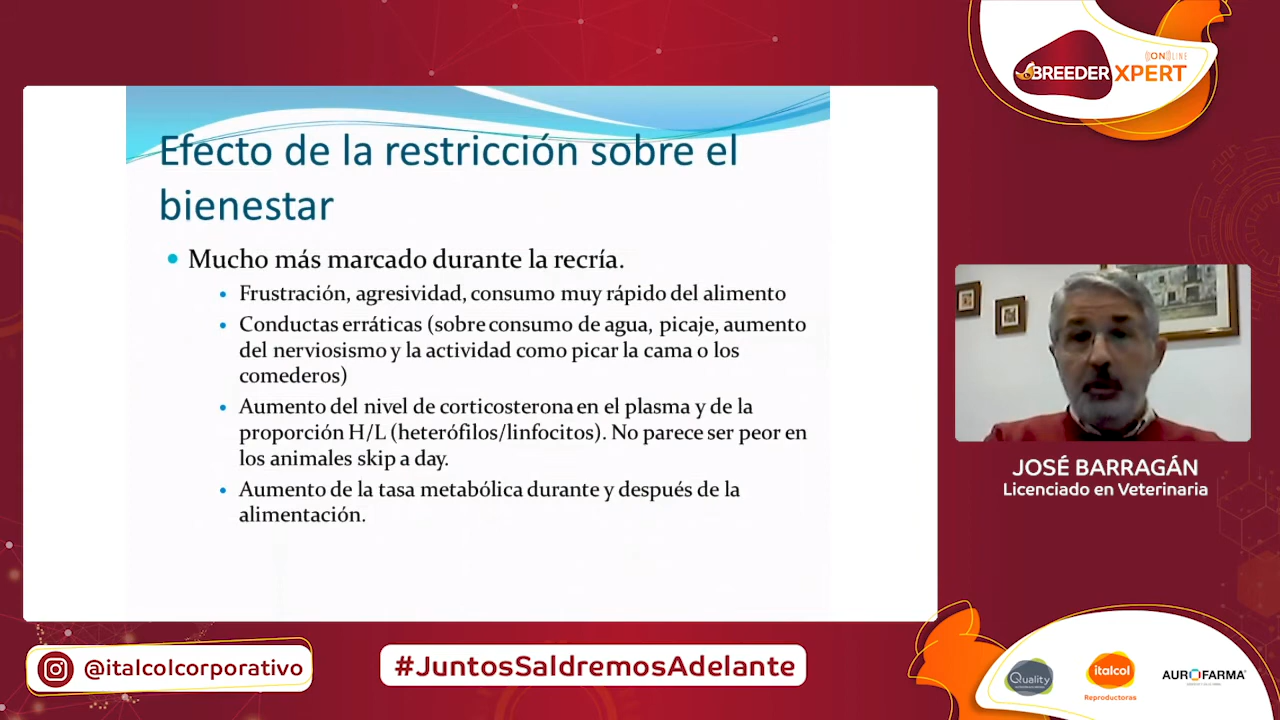 Efecto de la restricción sobre el
bienestar
• Mucho más marcado durante la recría.
• Frustración, agresividad, consumo muy rápido del alimento
• Conductas erráticas (sobreconsumo de agua, picaje, aumento
del nerviosismo y la actividad como picar la cama o los
comederos)
• Aumento del nivel de corticosterona en el plasma y de la
proporción H/L (heterófilos/linfocitos). No parece ser peor en
los animales skip a day.
• Aumento de la tasa metabólica durante y después de la
alimentación.
ONLINE
BREEDER XPERT
JOSÉ BARRAGÁN
Licenciado en Veterinaria
@italcolcorporativo
#JuntosSaldremosAdelante
Quality
italcol
Reproductoras
AUROFARMA